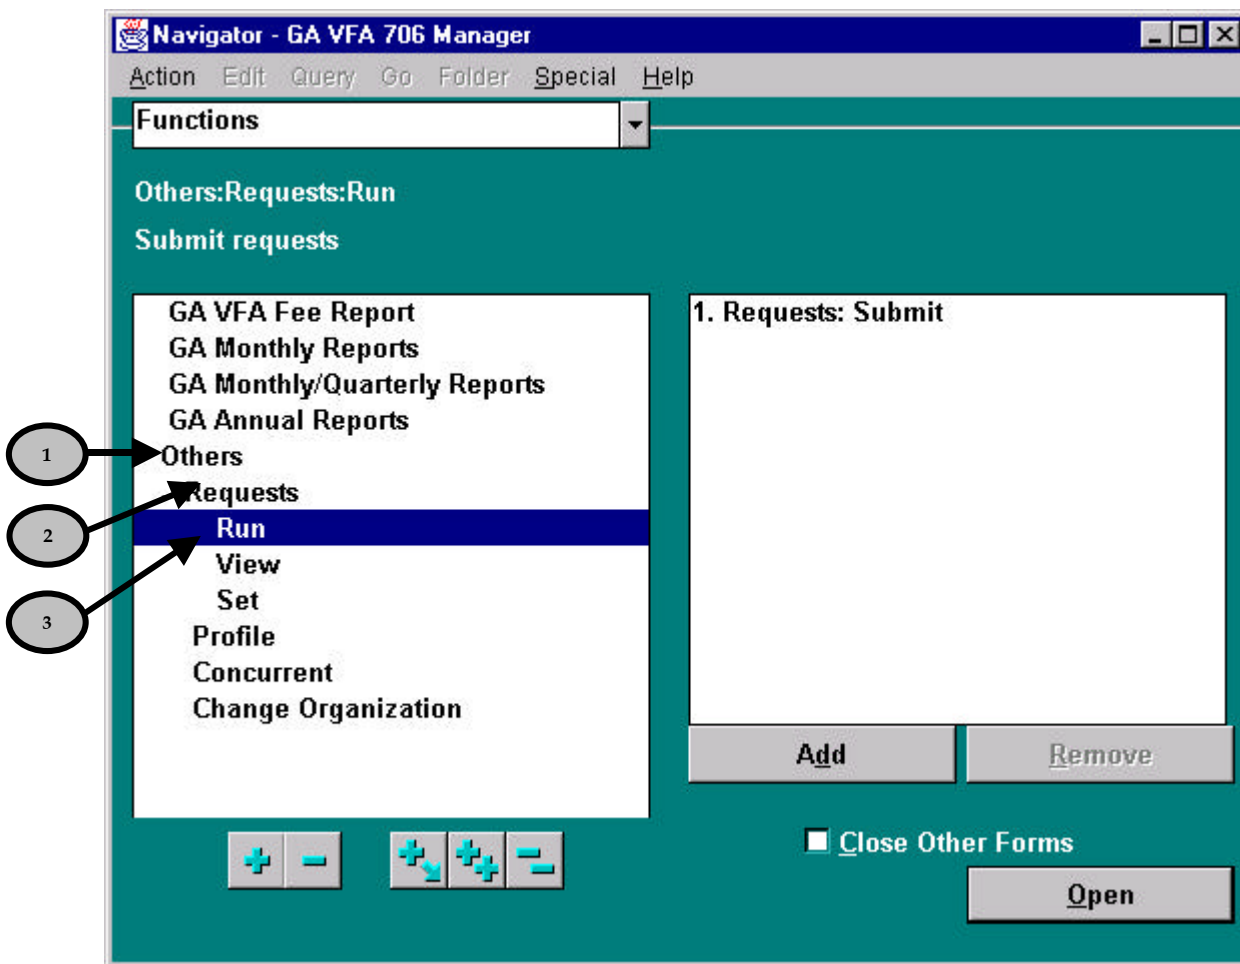 Navigator - GA VFA 706 Manager
Action Edit Query Go Folder Special Help
Functions
Others:Requests:Run
Submit requests
GA VFA Fee Report
GA Monthly Reports
GA Monthly/Quarterly Reports
GA Annual Reports
Others
Requests
Run
View
Set
Profile
Concurrent
Change Organization
1. Requests: Submit
Add Remove
Close Other Forms
Open
1
2
3